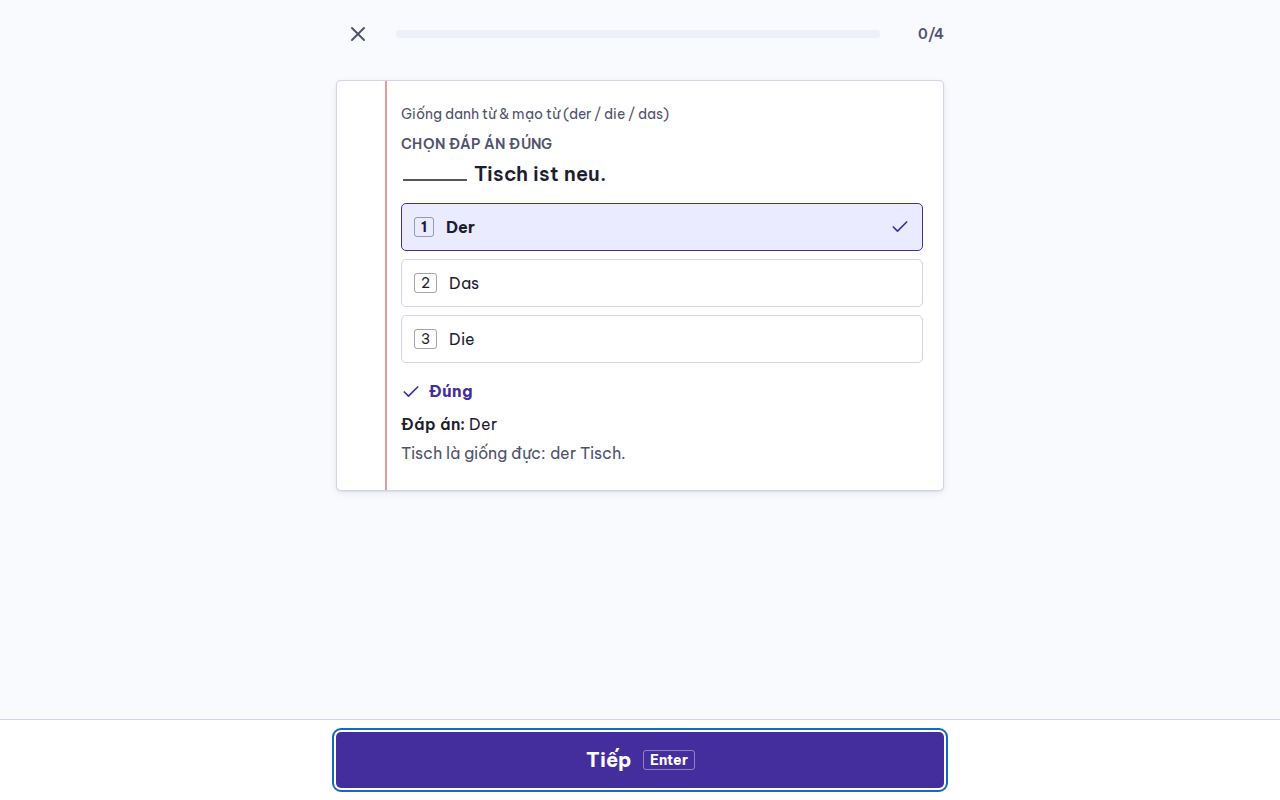 0/4
Giống danh từ & mạo từ (der / die / das)
CHỌN ĐÁP ÁN ĐÚNG
______ Tisch ist neu.
1 Der
2 Das
3 Die
Đúng
Đáp án: Der
Tisch là giống đực: der Tisch.
Tiếp Enter